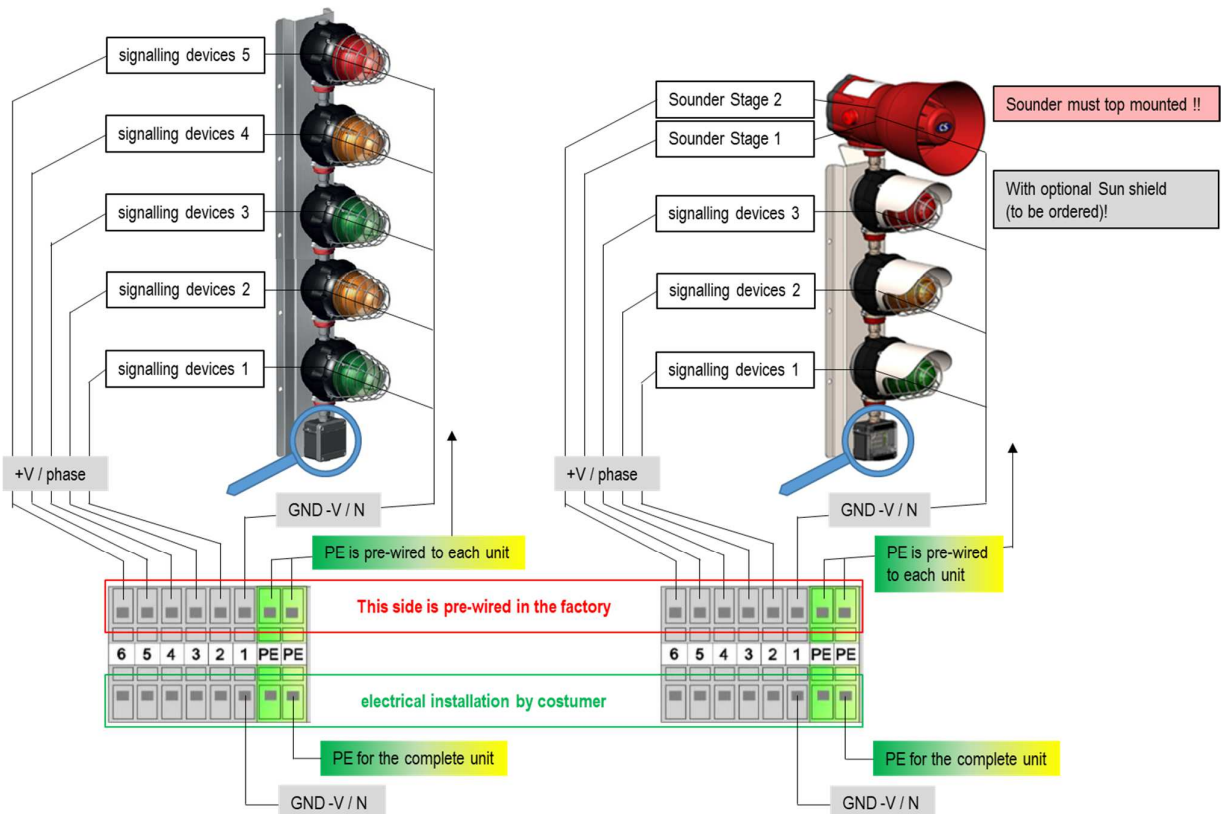 signalling devices 5
signalling devices 4
signalling devices 3
signalling devices 2
signalling devices 1
+V / phase
GND -V / N
PE is pre-wired to each unit
Sounder Stage 2
Sounder Stage 1
signalling devices 3
signalling devices 2
signalling devices 1
CS
Sounder must top mounted !!
With optional Sun shield
(to be ordered)!
+V / phase
GND -V / N
PE is pre-wired
to each unit
This side is pre-wired in the factory
6 5 4 3 2 1 PE PE
6 5 4 3 2 1 PE PE
electrical installation by costumer
PE for the complete unit
GND -V / N
PE for the complete unit
GND -V / N